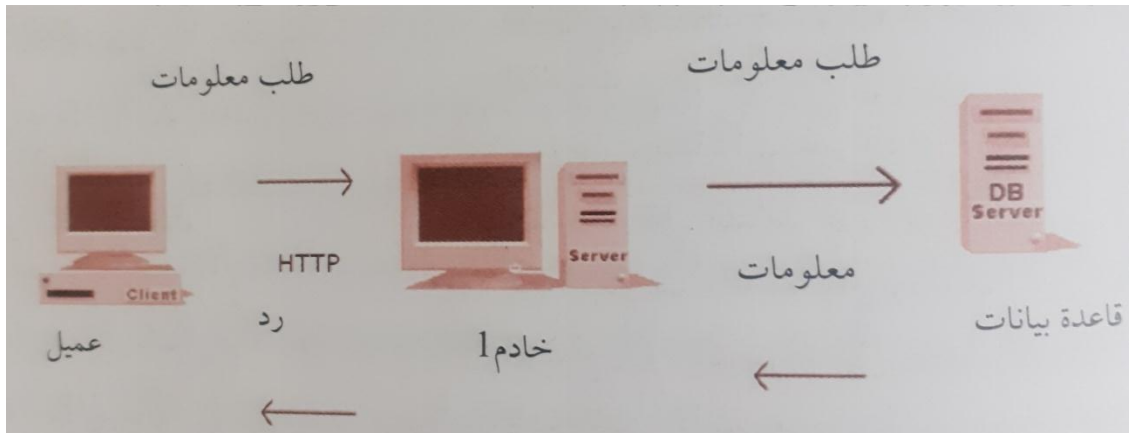 طلب معلومات
طلب معلومات
DB
Server
Server
Client
HTTP
معلومات
رد
قاعدة بيانات
خادم1
عميل